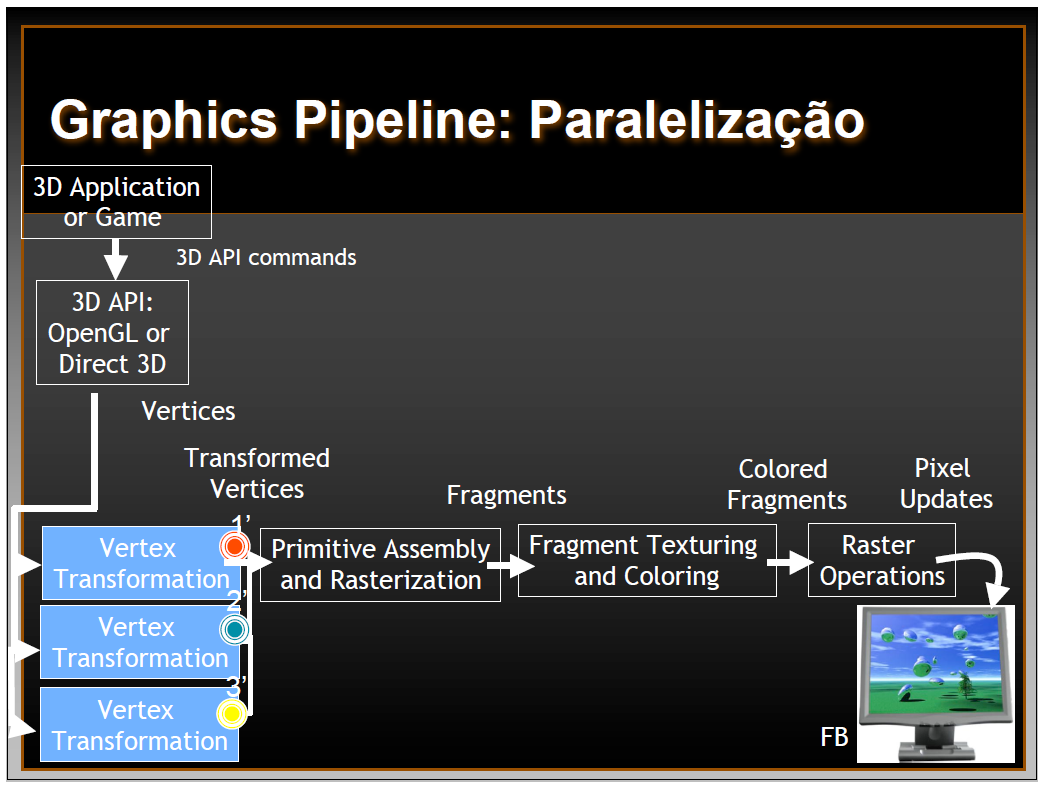 Graphics Pipeline: Paralelização
3D Application
or Game
3D API commands
3D API:
OpenGL or
Direct 3D
Vertices
Transformed
Vertices
Fragments
Colored
Fragments
Pixel
Updates
1’
Vertex
Transformation
Primitive Assembly
and Rasterization
Fragment Texturing
and Coloring
Raster
Operations
2’
Vertex
Transformation
3’
Vertex
Transformation
FB